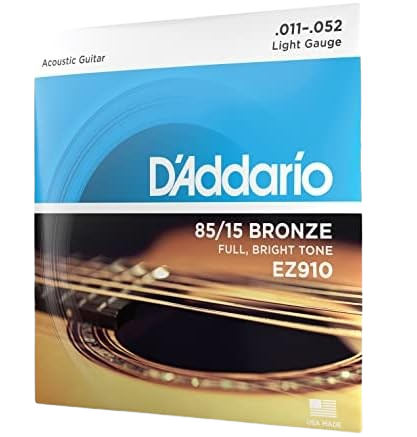 .011–.052
Light Gauge
Acoustic Guitar
D'Addario
85/15 BRONZE
FULL, BRIGHT TONE
EZ910
USA MADE